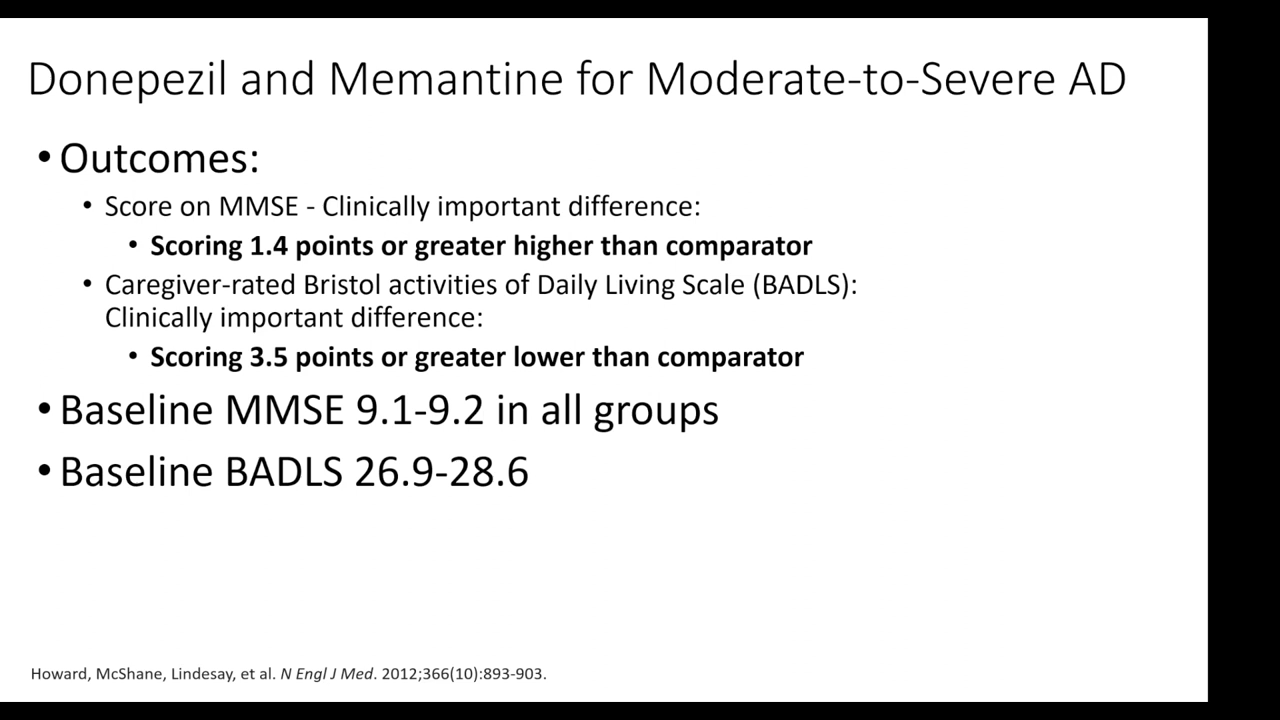 Donepezil and Memantine for Moderate-to-Severe AD
• Outcomes:
• Score on MMSE - Clinically important difference:
• Scoring 1.4 points or greater higher than comparator
• Caregiver-rated Bristol activities of Daily Living Scale (BADLS):
Clinically important difference:
• Scoring 3.5 points or greater lower than comparator
• Baseline MMSE 9.1-9.2 in all groups
• Baseline BADLS 26.9-28.6
Howard, McShane, Lindesay, et al. N Engl J Med. 2012;366(10):893-903.